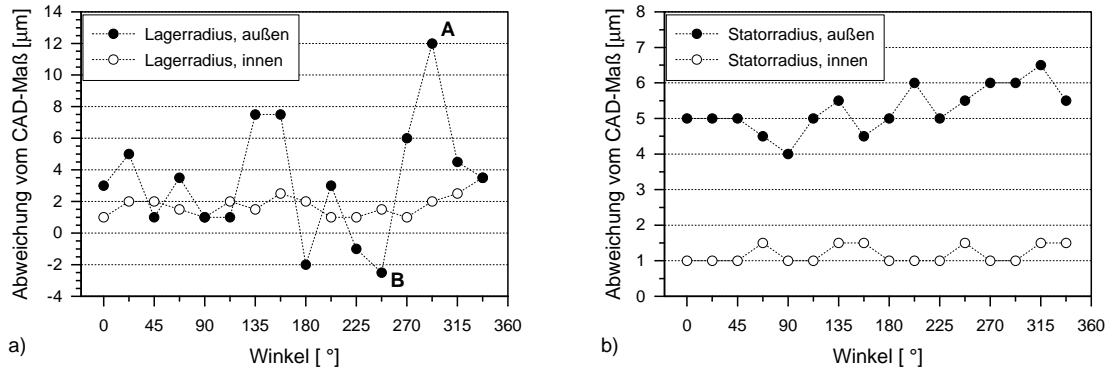 Abweichung vom CAD-Maß [µm]
14
12
10
8
6
4
2
0
-2
-4
Lagerradius, außen
Lagerradius, innen
A
B
0 45 90 135 180 225 270 315 360
Winkel [ °]
a)
Abweichung vom CAD-Maß [µm]
8
7
6
5
4
3
2
1
0
Statorradius, außen
Statorradius, innen
0 45 90 135 180 225 270 315 360
Winkel [ °]
b)